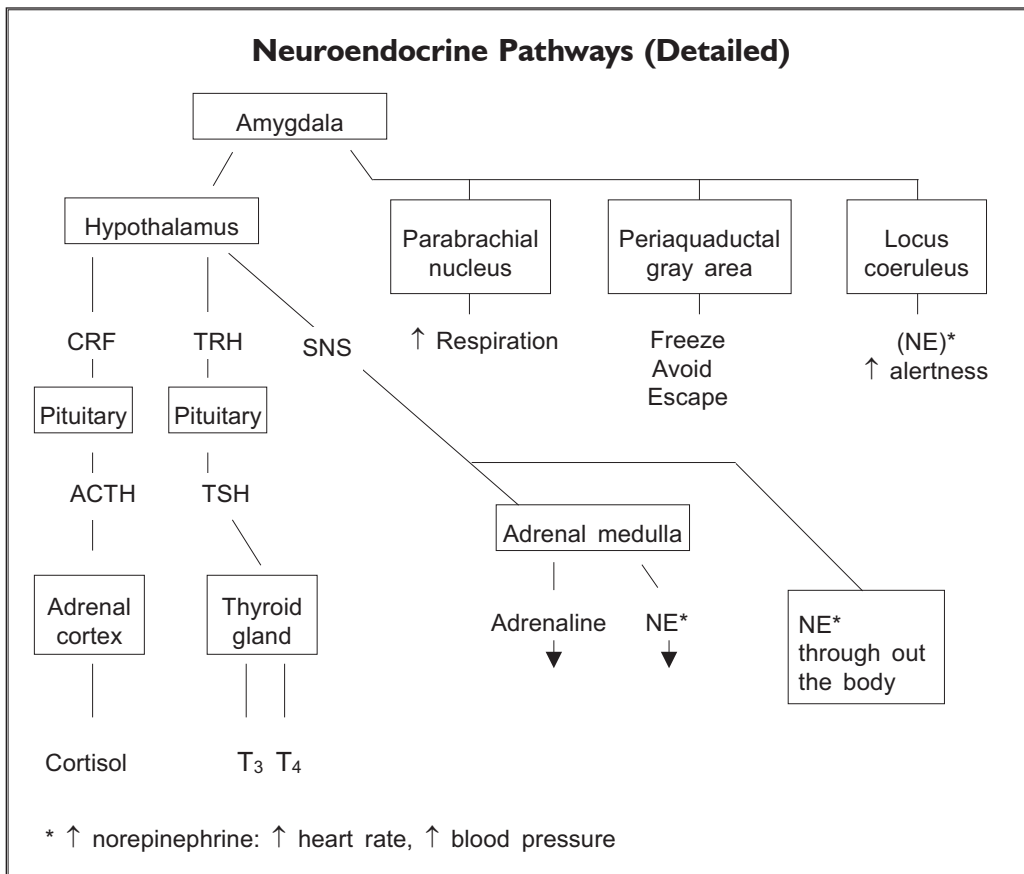 Neuroendocrine Pathways (Detailed)
Amygdala
Hypothalamus
Parabrachial
nucleus
Periaquaductal
gray area
Locus
coeruleus
CRF
TRH
SNS
↑ Respiration
Freeze
Avoid
Escape
(NE)*
↑ alertness
Pituitary
Pituitary
ACTH
TSH
Adrenal medulla
Adrenal
cortex
Thyroid
gland
Adrenaline
NE*
NE*
through out
the body
Cortisol
T₃ T₄
* ↑ norepinephrine: ↑ heart rate, ↑ blood pressure